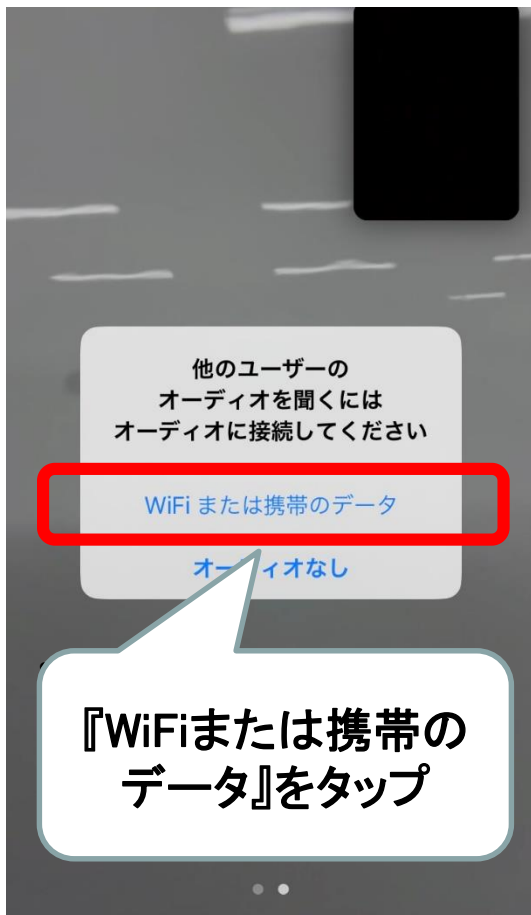 他のユーザーの
オーディオを聞くには
オーディオに接続してください
WiFi または携帯のデータ
オーディオなし
『WiFiまたは携帯の
データ』をタップ